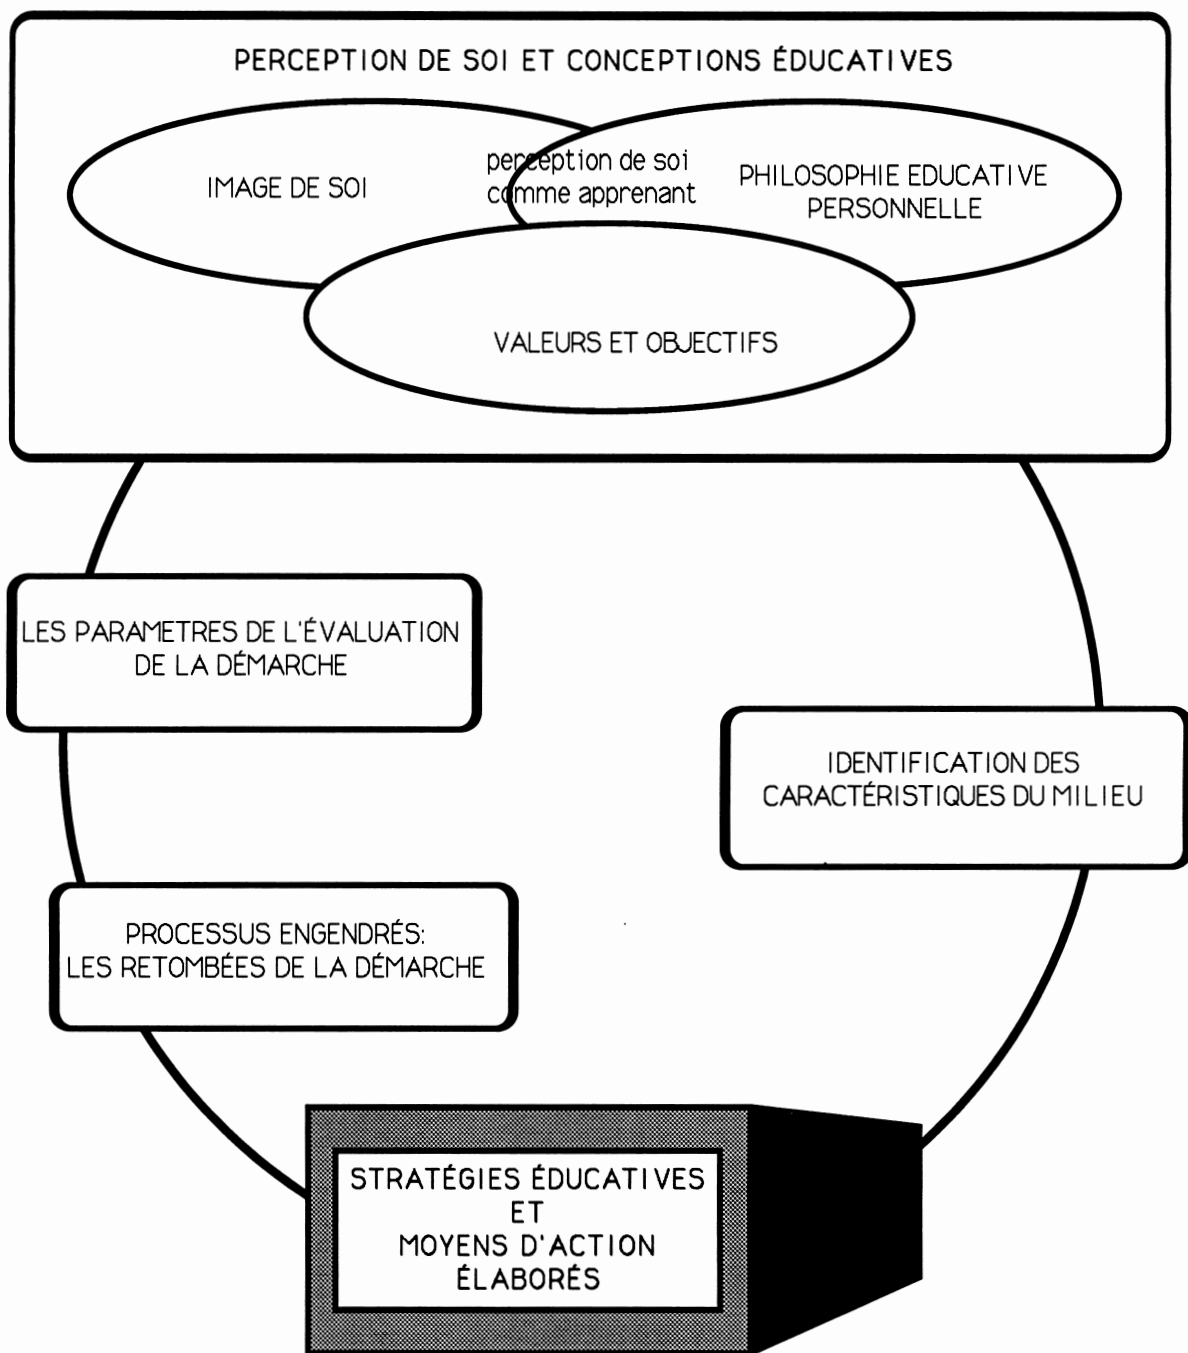 PERCEPTION DE SOI ET CONCEPTIONS ÉDUCATIVES
IMAGE DE SOI
perception de soi
comme apprenant
PHILOSOPHIE EDUCATIVE
PERSONNELLE
VALEURS ET OBJECTIFS
LES PARAMETRES DE L'ÉVALUATION
DE LA DÉMARCHE
IDENTIFICATION DES
CARACTÉRISTIQUES DU MILIEU
PROCESSUS ENGENDRÉS:
LES RETOMBÉES DE LA DÉMARCHE
STRATÉGIES ÉDUCATIVES
ET
MOYENS D'ACTION
ÉLABORÉS